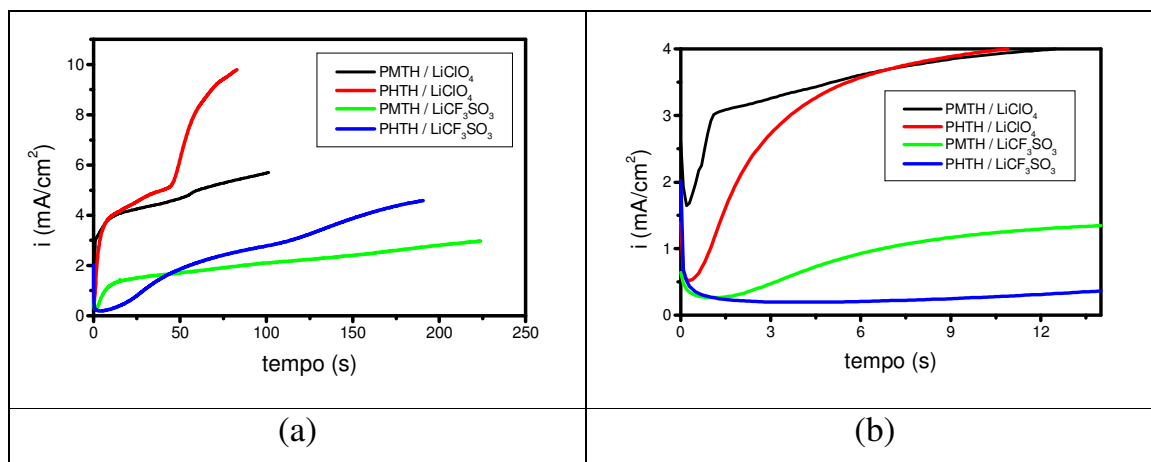 10
8
6
4
2
0
i (mA/cm²)
0 50 100 150 200 250
tempo (s)
PMTH / LiClO₄
PHTH / LiClO₄
PMTH / LiCF₃SO₃
PHTH / LiCF₃SO₃
(a)
4
3
2
1
0
i (mA/cm²)
0 3 6 9 12
tempo (s)
PMTH / LiClO₄
PHTH / LiClO₄
PMTH / LiCF₃SO₃
PHTH / LiCF₃SO₃
(b)